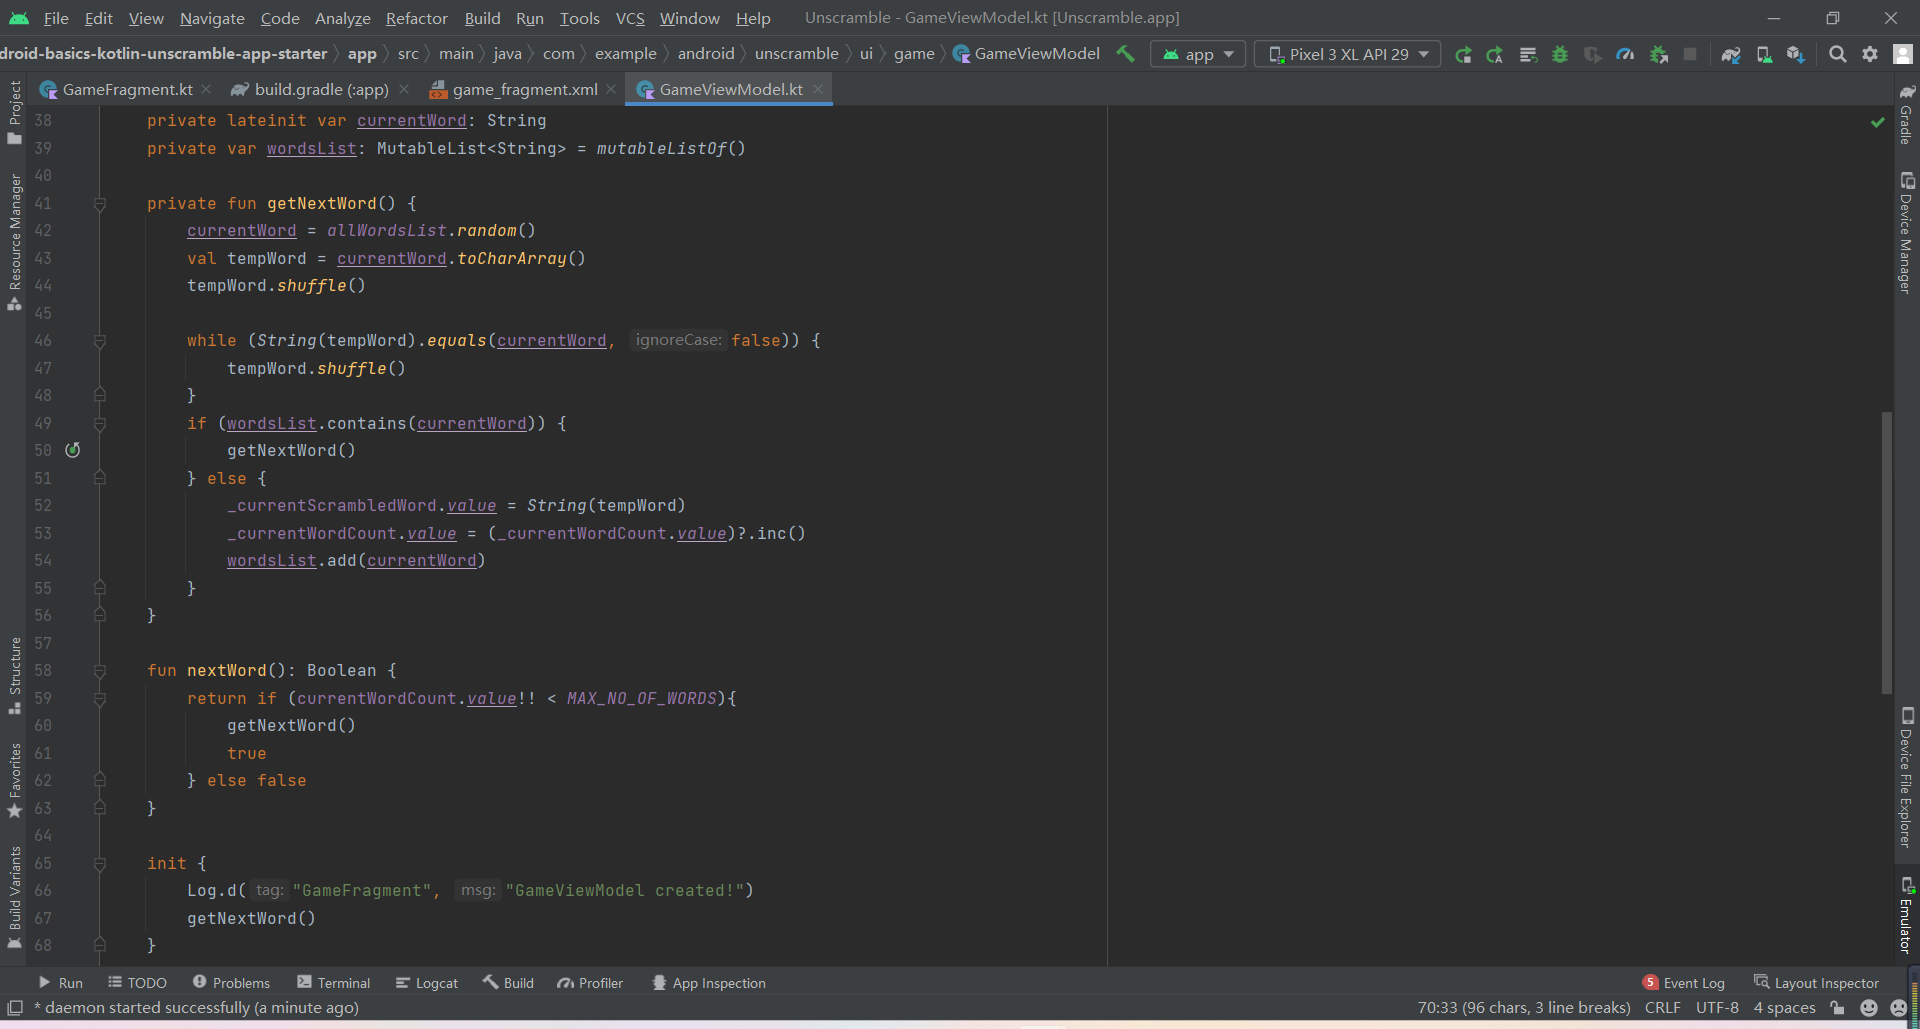 File Edit View Navigate Code Analyze Refactor Build Run Tools VCS Window Help Unscramble - GameViewModel.kt [Unscramble.app]
droid-basics-kotlin-unscramble-app-starter app src main java com example android unscramble ui game GameViewModel app Pixel 3 XL API 29
GameFragment.kt build.gradle (:app) game_fragment.xml GameViewModel.kt
Project
Resource Manager
Structure
Favorites
Build Variants
38 private lateinit var currentWord: String
39 private var wordsList: MutableList<String> = mutableListOf()
40
41 private fun getNextWord() {
42 currentWord = allWordsList.random()
43 val tempWord = currentWord.toCharArray()
44 tempWord.shuffle()
45
46 while (String(tempWord).equals(currentWord, ignoreCase: false)) {
47 tempWord.shuffle()
48 }
49 if (wordsList.contains(currentWord)) {
50 getNextWord()
51 } else {
52 _currentScrambledWord.value = String(tempWord)
53 _currentWordCount.value = (_currentWordCount.value)?.inc()
54 wordsList.add(currentWord)
55 }
56 }
57
58 fun nextWord(): Boolean {
59 return if (currentWordCount.value!! < MAX_NO_OF_WORDS){
60 getNextWord()
61 true
62 } else false
63 }
64
65 init {
66 Log.d( tag: "GameFragment", msg: "GameViewModel created!")
67 getNextWord()
68 }
Gradle
Device Manager
Device File Explorer
Emulator
Run TODO Problems Terminal Logcat Build Profiler App Inspection 5 Event Log Layout Inspector
* daemon started successfully (a minute ago) 70:33 (96 chars, 3 line breaks) CRLF UTF-8 4 spaces